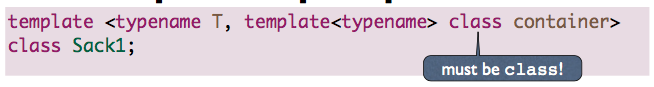 template <typename T, template<typename> class container>
class Sack1;
must be class!